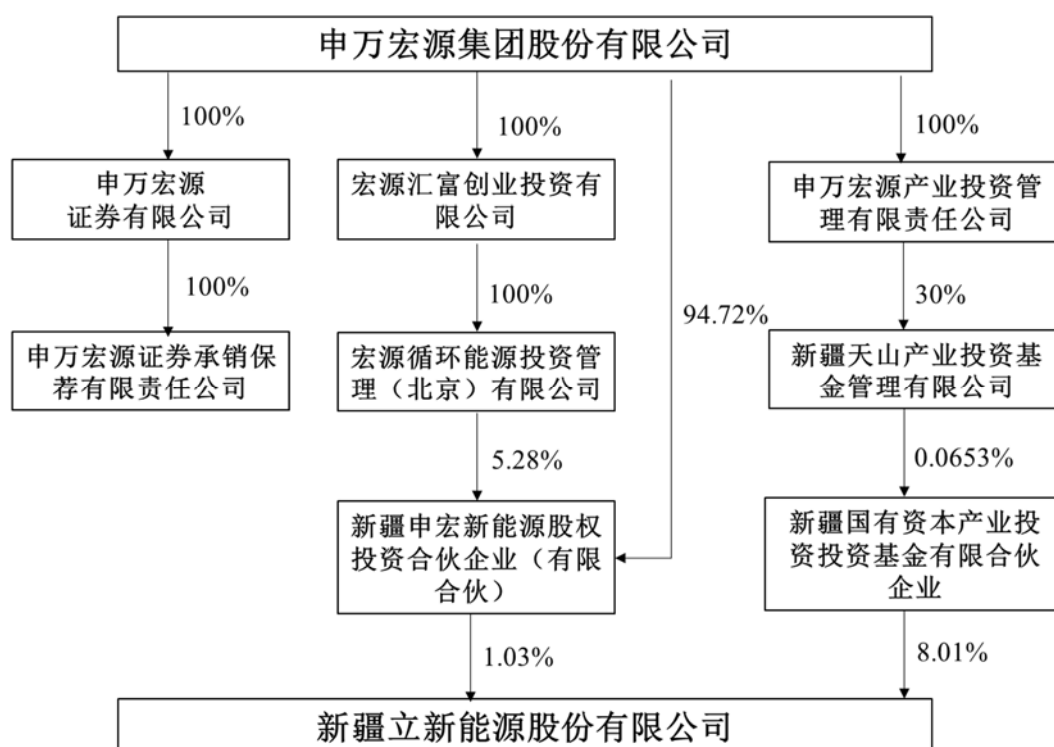 申万宏源集团股份有限公司
100%
100%
100%
申万宏源
证券有限公司
宏源汇富创业投资有
限公司
申万宏源产业投资管
理有限责任公司
100%
100%
94.72%
30%
申万宏源证券承销保
荐有限责任公司
宏源循环能源投资管
理（北京）有限公司
新疆天山产业投资基
金管理有限公司
5.28%
0.0653%
新疆申宏新能源股权
投资合伙企业（有限
合伙）
新疆国有资本产业投
资投资基金有限合伙
企业
1.03%
8.01%
新疆立新能源股份有限公司